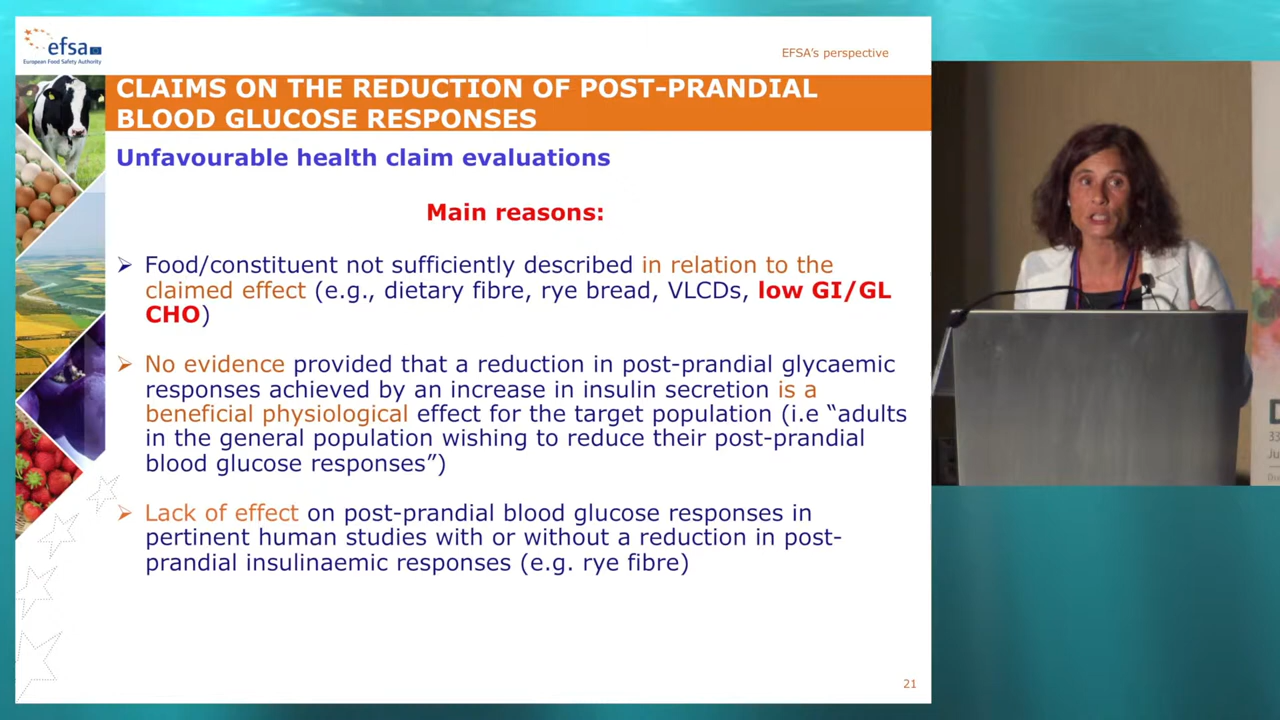 efsa
European Food Safety Authority
EFSA's perspective
CLAIMS ON THE REDUCTION OF POST-PRANDIAL
BLOOD GLUCOSE RESPONSES
Unfavourable health claim evaluations
Main reasons:
➢ Food/constituent not sufficiently described in relation to the
claimed effect (e.g., dietary fibre, rye bread, VLCDs, low GI/GL
CHO)
➢ No evidence provided that a reduction in post-prandial glycaemic
responses achieved by an increase in insulin secretion is a
beneficial physiological effect for the target population (i.e “adults
in the general population wishing to reduce their post-prandial
blood glucose responses”)
➢ Lack of effect on post-prandial blood glucose responses in
pertinent human studies with or without a reduction in post-
prandial insulinaemic responses (e.g. rye fibre)
21
33